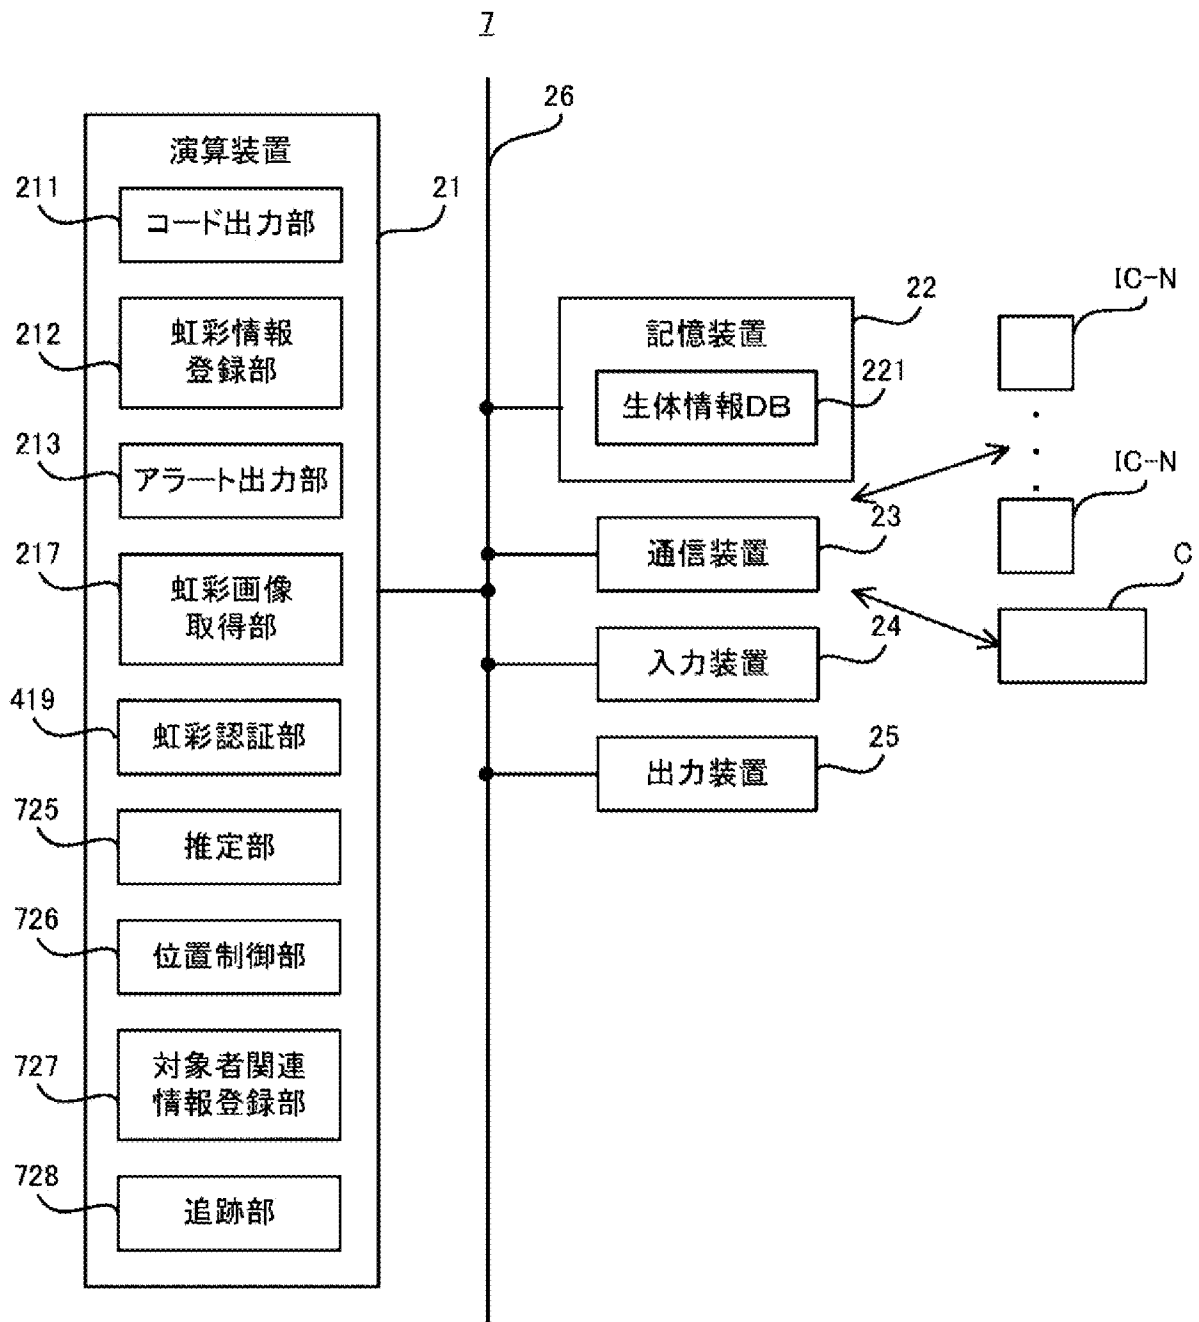 7
26
演算装置
21
211
コード出力部
212
虹彩情報
登録部
213
アラート出力部
217
虹彩画像
取得部
419
虹彩認証部
725
推定部
726
位置制御部
727
対象者関連
情報登録部
728
追跡部
22
記憶装置
221
生体情報DB
23
通信装置
24
入力装置
25
出力装置
IC-N
IC-N
C